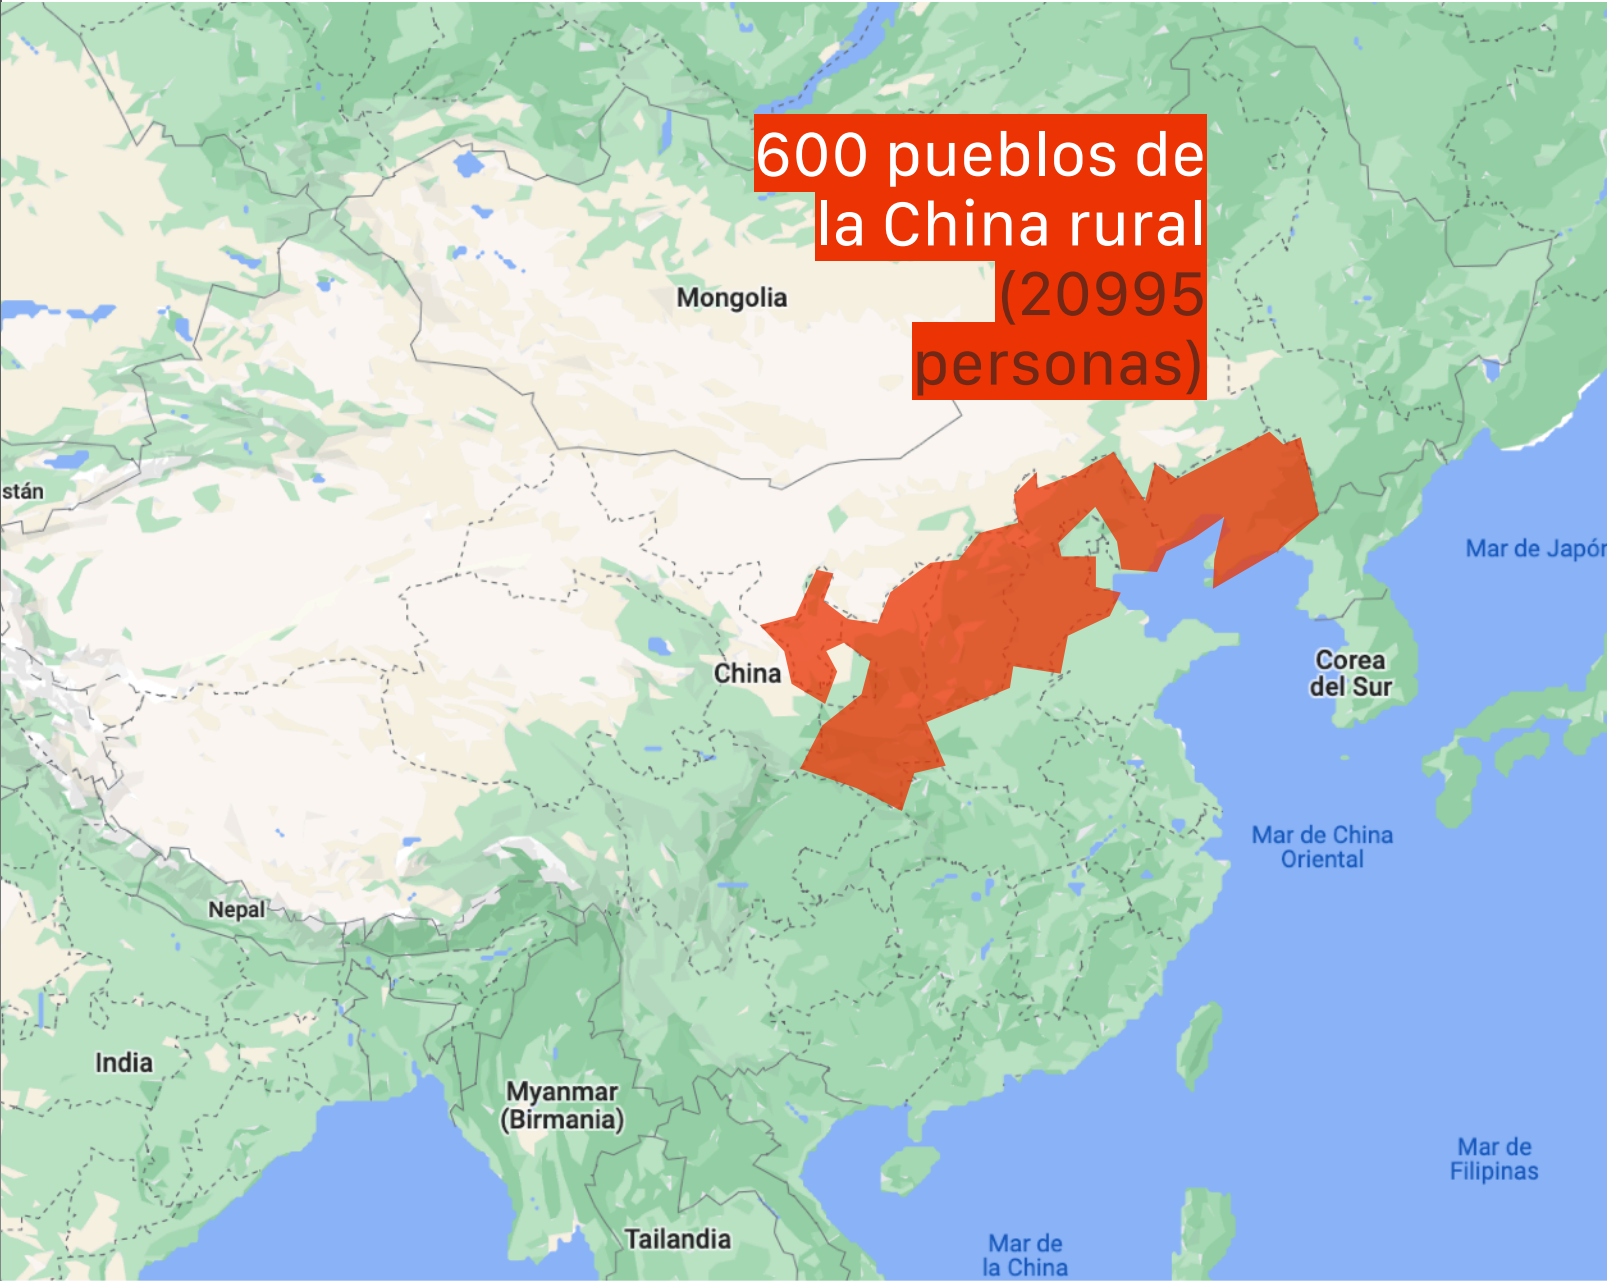 600 pueblos de
la China rural
(20995
personas)
Mongolia
stán
Mar de Japón
China
Corea
del Sur
Mar de China
Oriental
Nepal
India
Myanmar
(Birmania)
Mar de
Filipinas
Tailandia
Mar de
la China